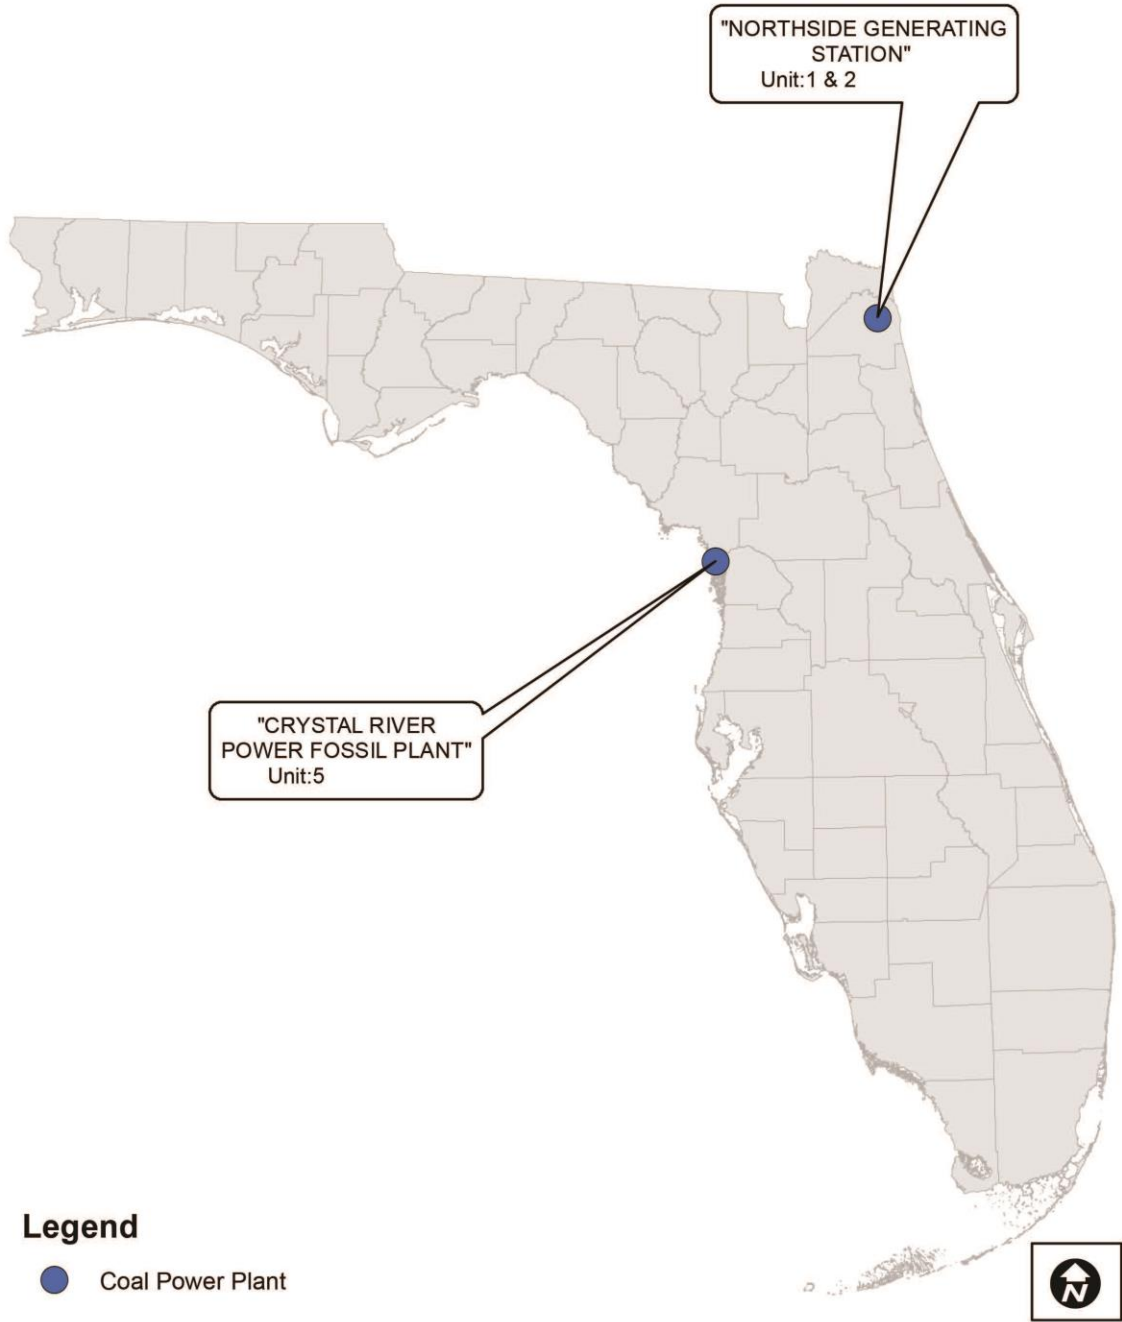 "NORTHSIDE GENERATING
STATION"
Unit:1 & 2
"CRYSTAL RIVER
POWER FOSSIL PLANT"
Unit:5
Legend
Coal Power Plant
N